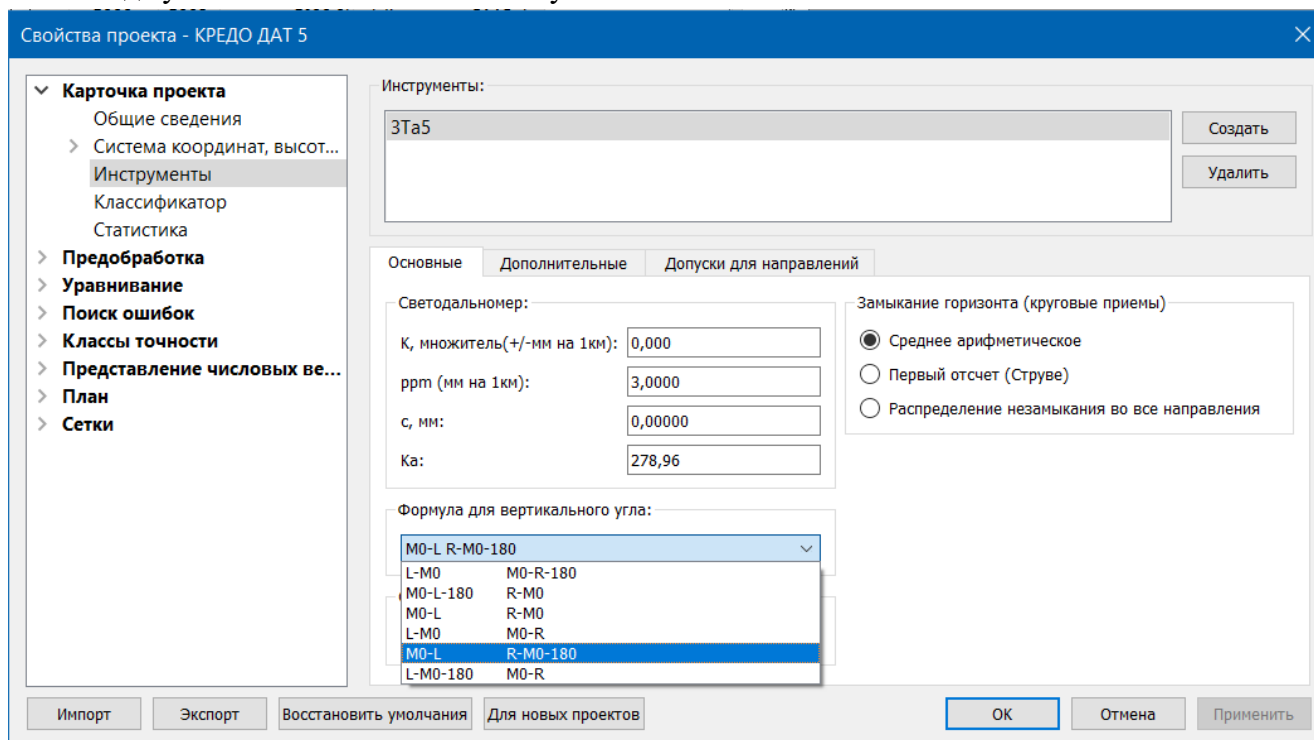 Свойства проекта - КРЕДО ДАТ 5
Карточка проекта
Общие сведения
Система координат, высот...
Инструменты
Классификатор
Статистика
Предобработка
Уравнивание
Поиск ошибок
Классы точности
Представление числовых ве...
План
Сетки
Инструменты:
3Та5
Создать
Удалить
Основные Дополнительные Допуски для направлений
Светодальномер:
К, множитель(+/-мм на 1км): 0,000
ppm (мм на 1км): 3,0000
с, мм: 0,00000
Ка: 278,96
Замыкание горизонта (круговые приемы)
Среднее арифметическое
Первый отсчет (Струве)
Распределение незамыкания во все направления
Формула для вертикального угла:
M0-L R-M0-180
L-M0 M0-R-180
M0-L-180 R-M0
M0-L R-M0
L-M0 M0-R
M0-L R-M0-180
L-M0-180 M0-R
Импорт Экспорт Восстановить умолчания Для новых проектов OK Отмена Применить